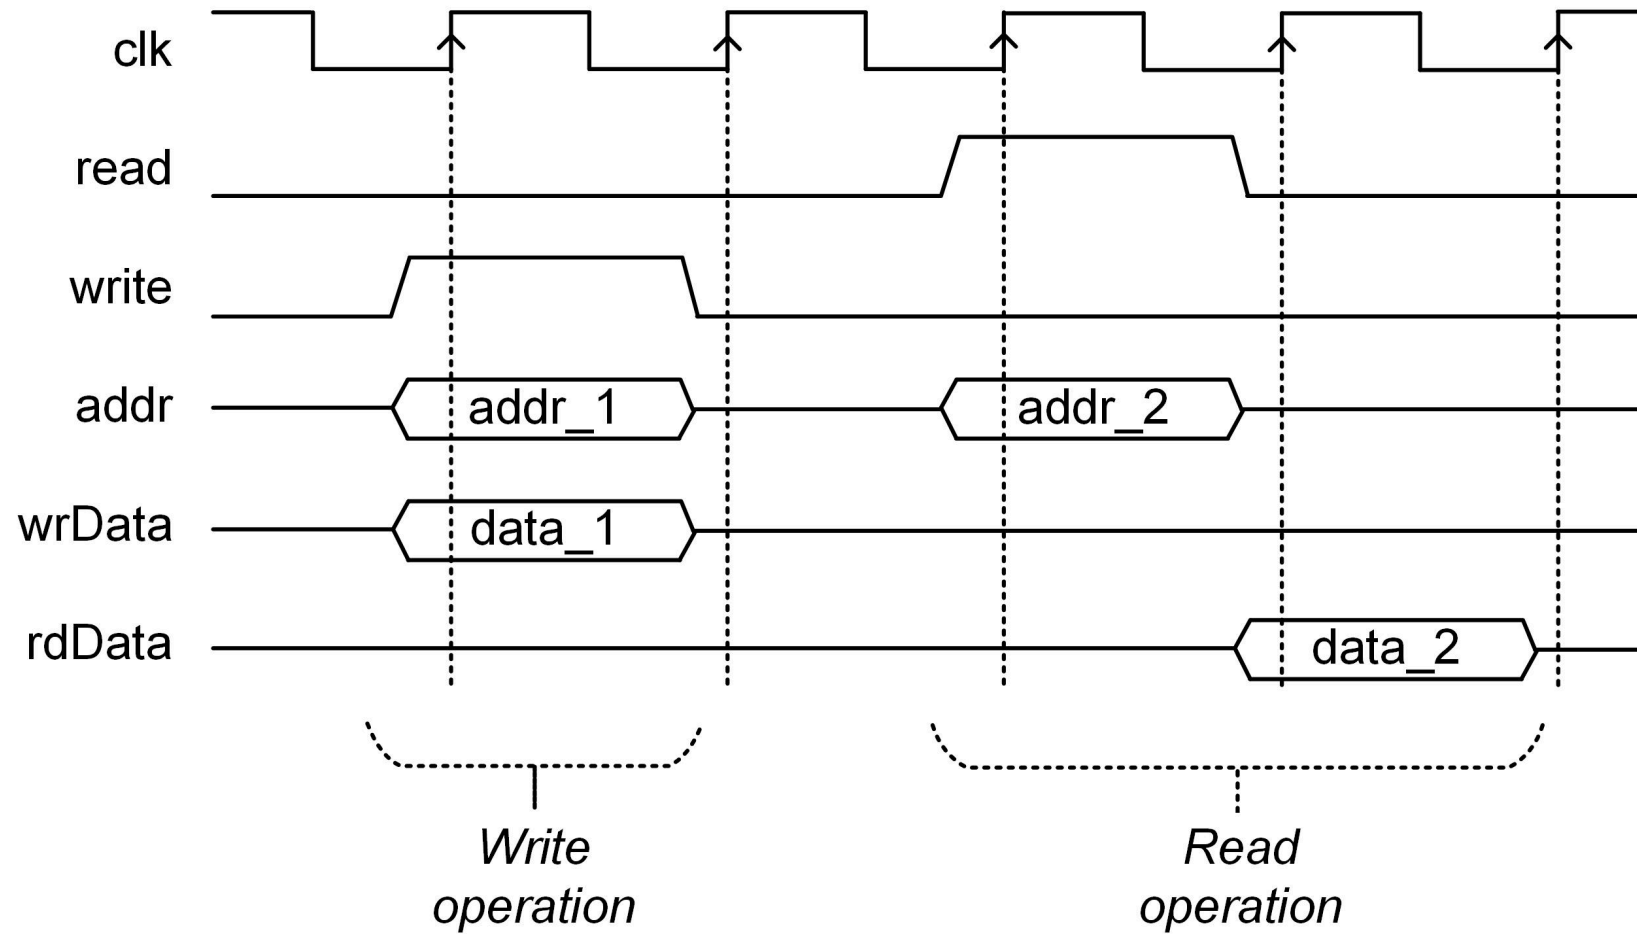 clk
read
write
addr
addr_1
addr_2
wrData
data_1
rdData
data_2
Write
operation
Read
operation